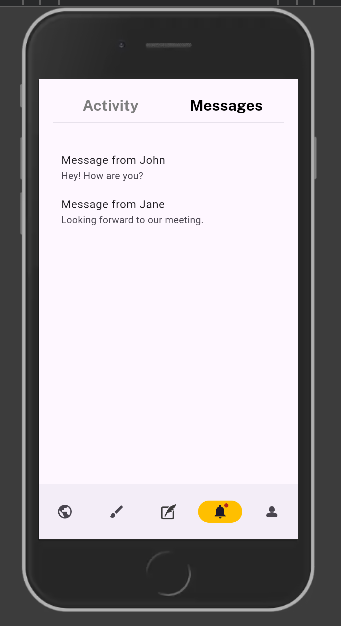 Activity Messages
Message from John
Hey! How are you?
Message from Jane
Looking forward to our meeting.